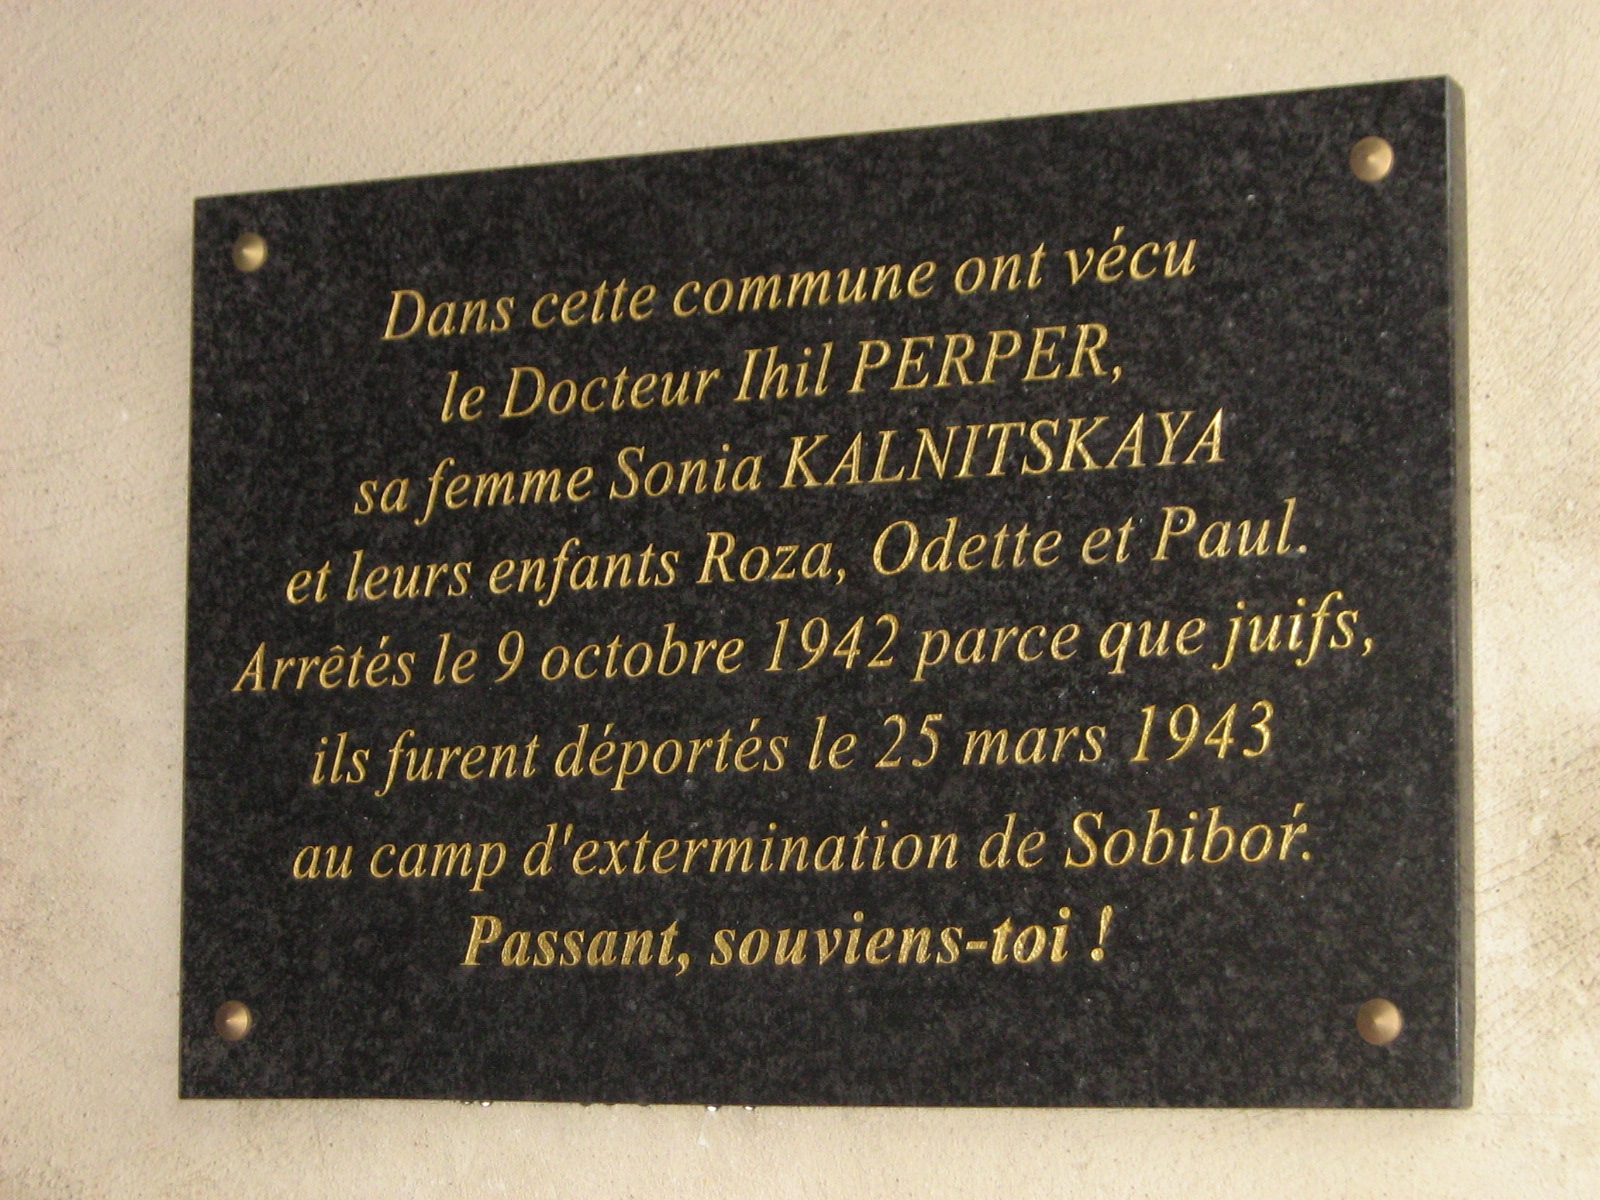 Dans cette commune ont vécu
le Docteur Ihil PERPER,
sa femme Sonia KALNITSKAYA
et leurs enfants Roza, Odette et Paul.
Arrêtés le 9 octobre 1942 parce que juifs,
ils furent déportés le 25 mars 1943
au camp d'extermination de Sobiboŕ.
Passant, souviens-toi !